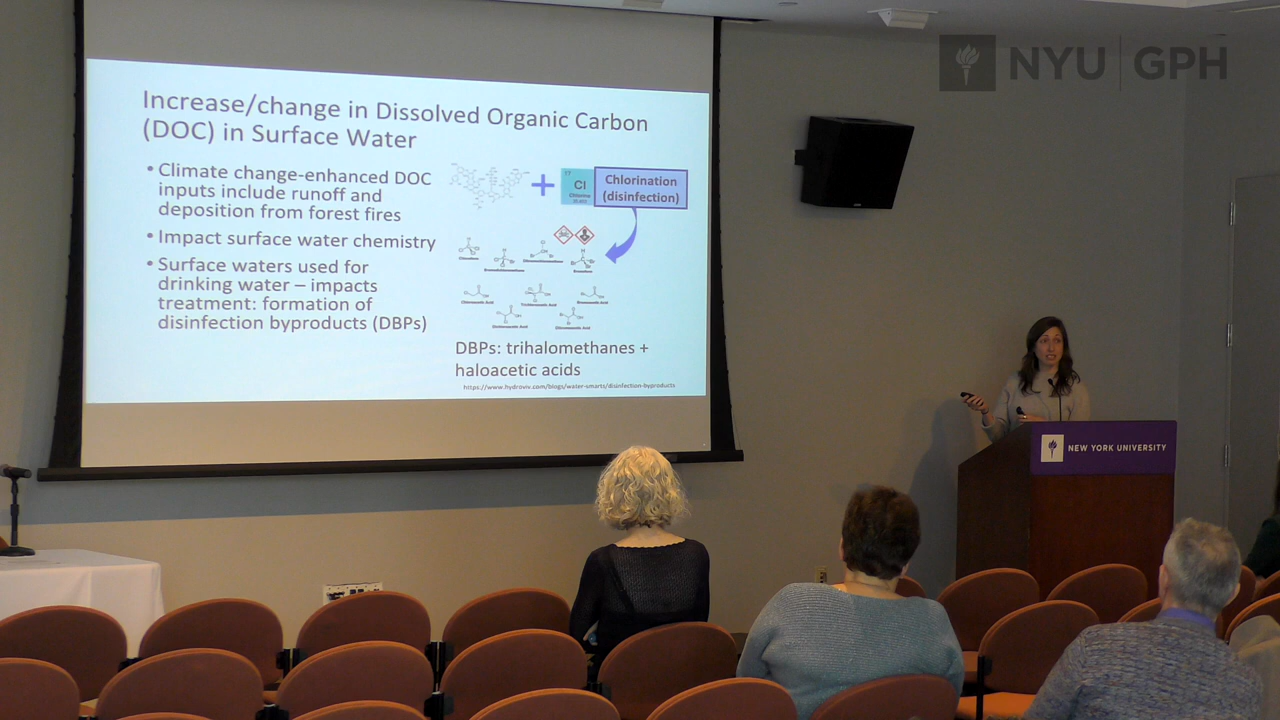 NYU | GPH
Increase/change in Dissolved Organic Carbon
(DOC) in Surface Water
• Climate change-enhanced DOC
inputs include runoff and
deposition from forest fires
• Impact surface water chemistry
• Surface waters used for
drinking water – impacts
treatment: formation of
disinfection byproducts (DBPs)
+
17
Cl
Chlorine
Chlorination
(disinfection)
DBPs: trihalomethanes +
haloacetic acids
https://www.hydroviv.com/blogs/water-smarts/disinfection-byproducts
NEW YORK UNIVERSITY